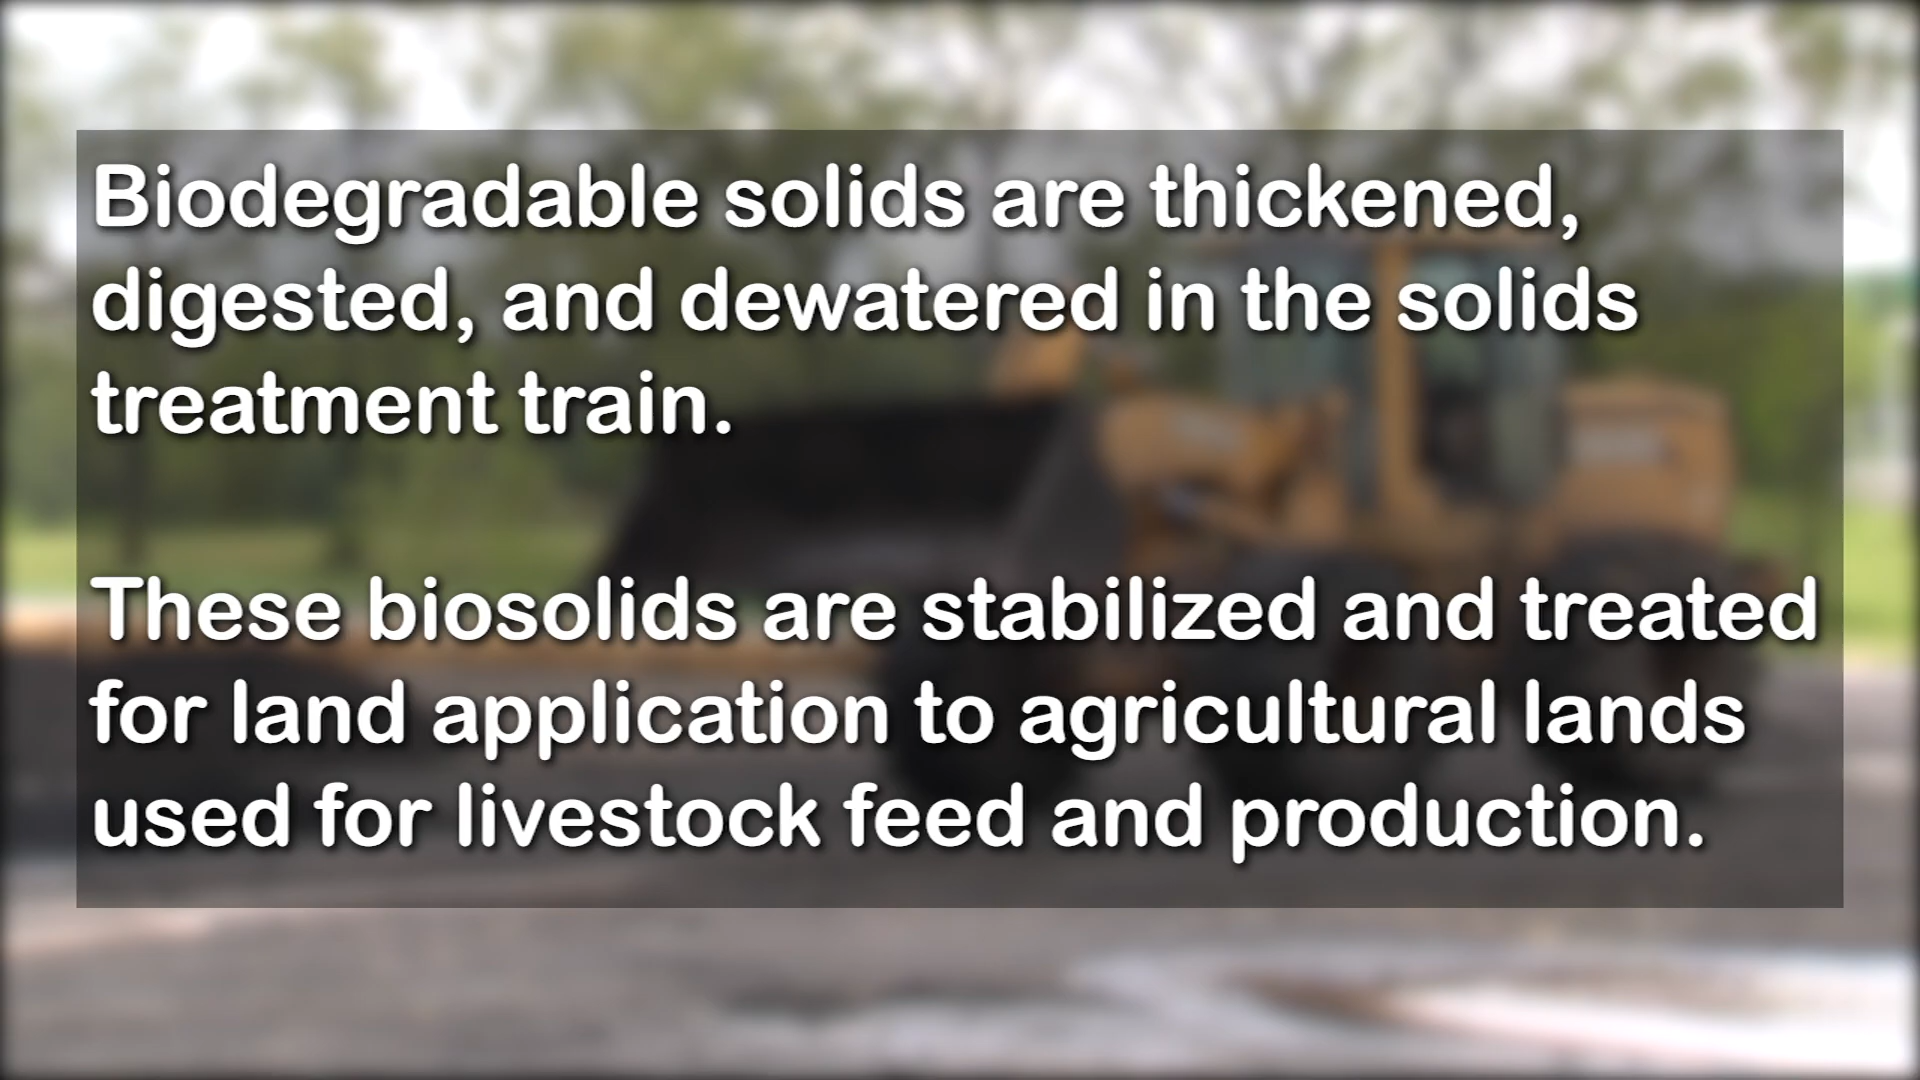 Biodegradable solids are thickened,
digested, and dewatered in the solids
treatment train.
These biosolids are stabilized and treated
for land application to agricultural lands
used for livestock feed and production.